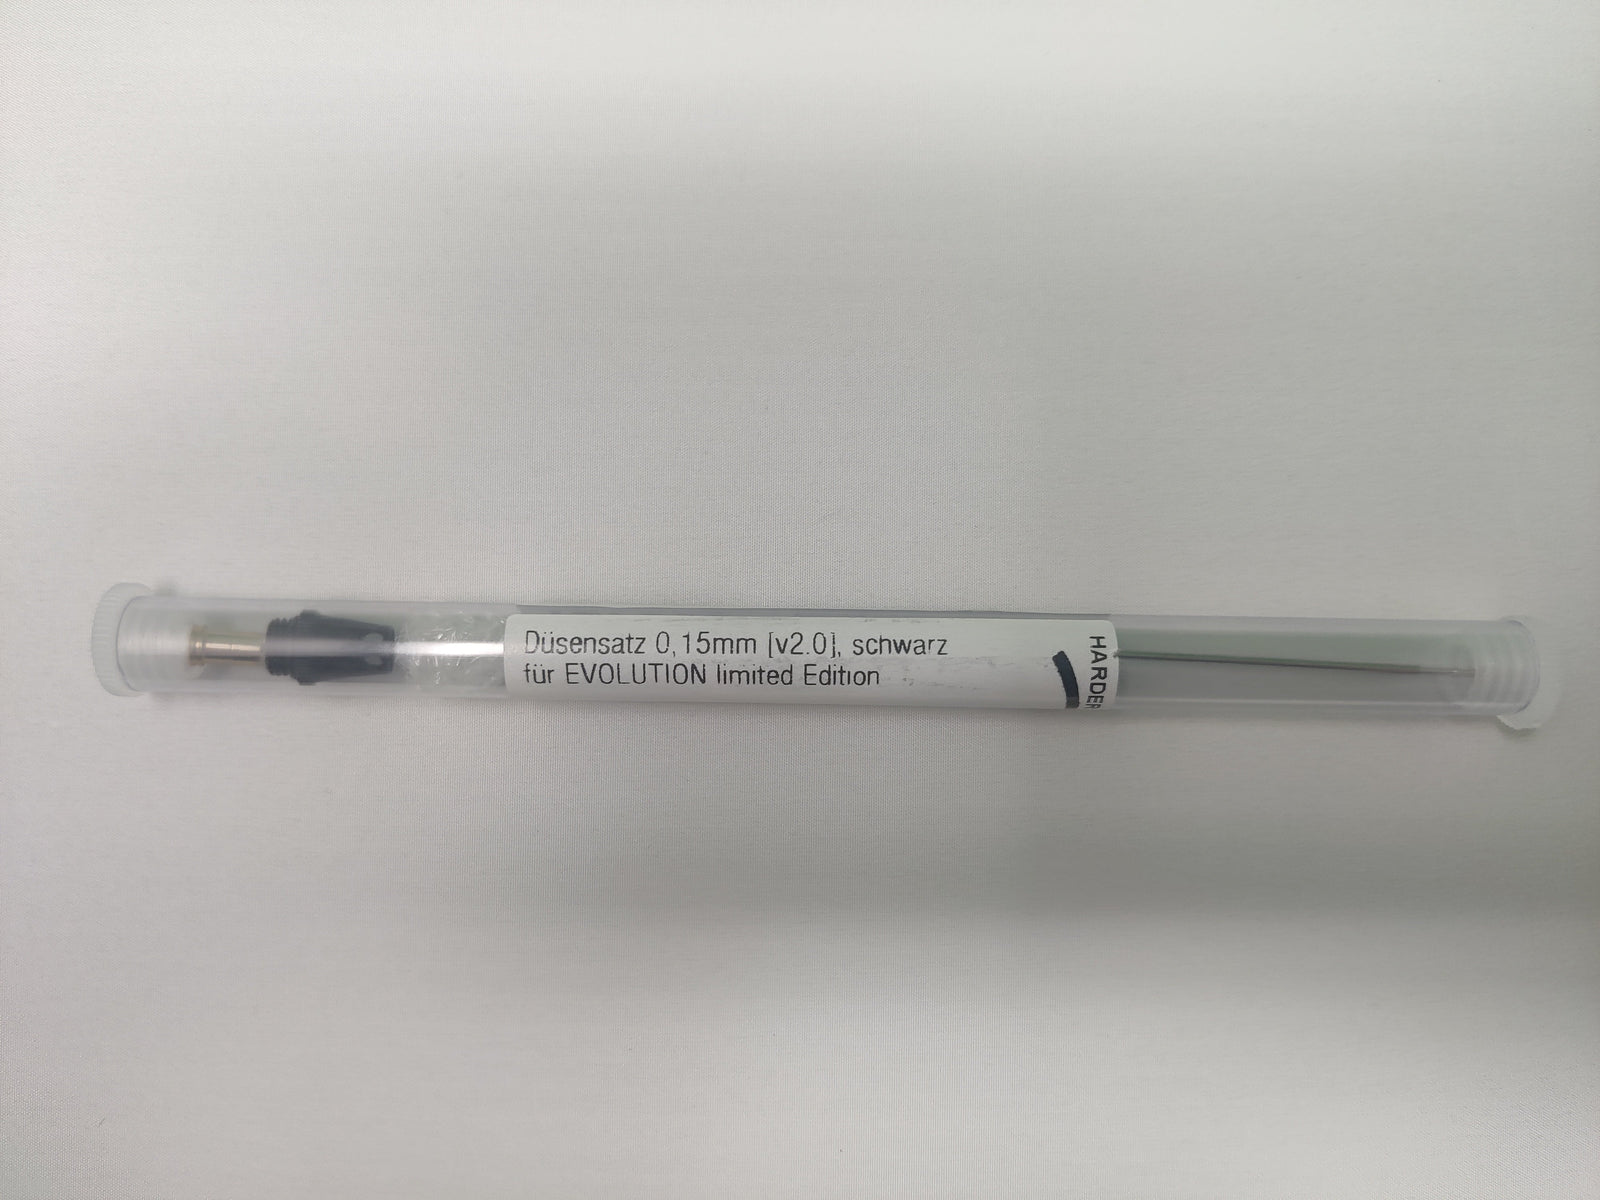 Düsensatz 0,15mm [v2.0], schwarz
für EVOLUTION limited Edition
HARDER